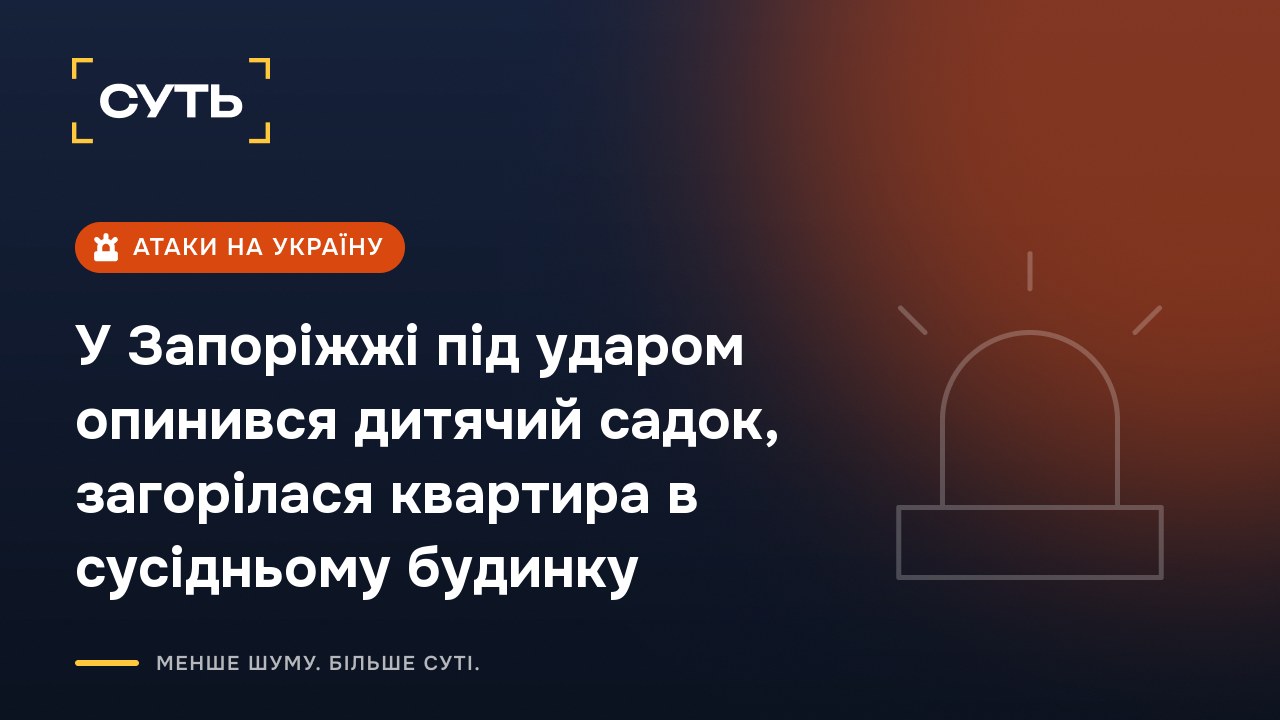 СУТЬ
АТАКИ НА УКРАЇНУ
У Запоріжжі під ударом
опинився дитячий садок,
загорілася квартира в
сусідньому будинку
МЕНШЕ ШУМУ. БІЛЬШЕ СУТІ.